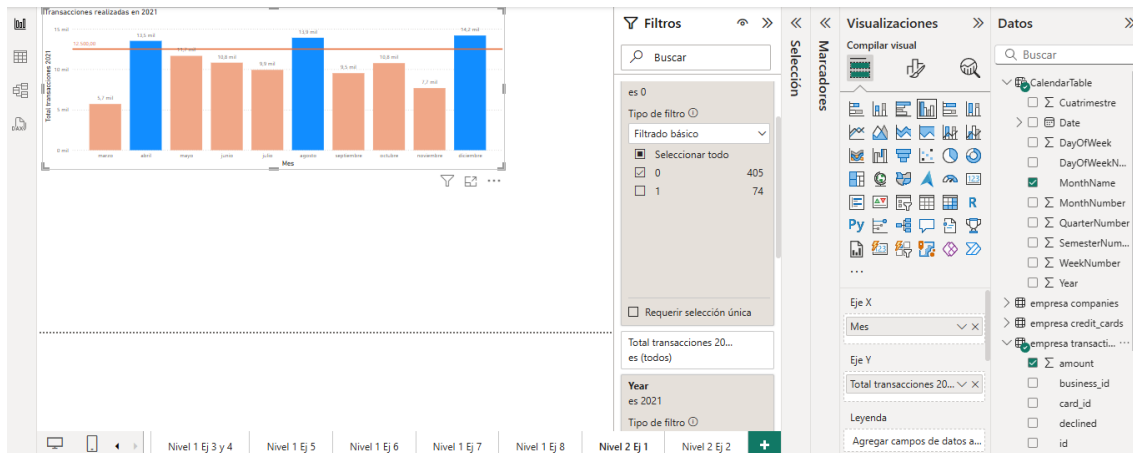 Transacciones realizadas en 2021
Total transacciones 2021
15 mil
10 mil
5 mil
0 mil
12.500,00
5,7 mil
13,5 mil
11,7 mil
10,8 mil
9,9 mil
13,9 mil
9,5 mil
10,8 mil
7,7 mil
14,2 mil
marzo
abril
mayo
junio
julio
agosto
septiembre
octubre
noviembre
diciembre
Mes
Filtros
Buscar
es 0
Tipo de filtro
Filtrado básico
Seleccionar todo
0 405
1 74
Requerir selección única
Total transacciones 20...
es (todos)
Year
es 2021
Tipo de filtro
Selección
Marcadores
Visualizaciones
Compilar visual
123
R
Py
123
...
Eje X
Mes
Eje Y
Total transacciones 20...
Leyenda
Agregar campos de datos a...
Datos
Buscar
CalendarTable
Cuatrimestre
Date
DayOfWeek
DayOfWeekN...
MonthName
MonthNumber
QuarterNumber
SemesterNum...
WeekNumber
Year
empresa companies
empresa credit_cards
empresa transacti...
amount
business_id
card_id
declined
id
Nivel 1 Ej 3 y 4
Nivel 1 Ej 5
Nivel 1 Ej 6
Nivel 1 Ej 7
Nivel 1 Ej 8
Nivel 2 Ej 1
Nivel 2 Ej 2